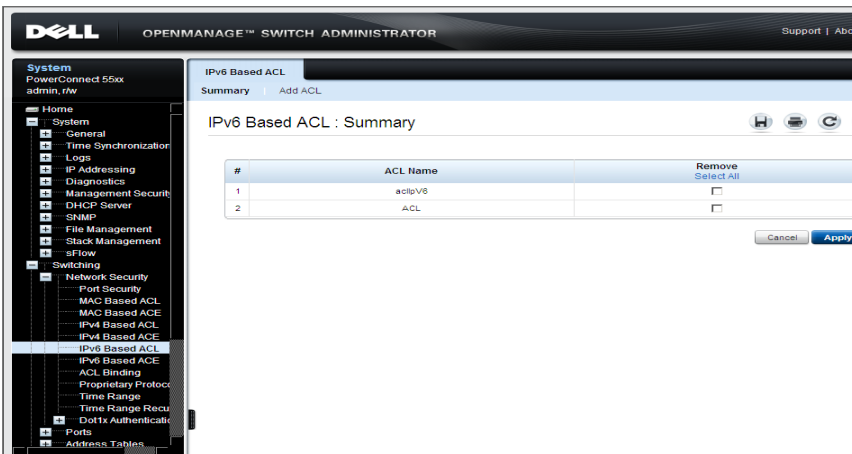 DELL
OPENMANAGE™ SWITCH ADMINISTRATOR
Support | Abo
System
PowerConnect 55xx
admin, r/w
Home
System
General
Time Synchronization
Logs
IP Addressing
Diagnostics
Management Securit
DHCP Server
SNMP
File Management
Stack Management
sFlow
Switching
Network Security
Port Security
MAC Based ACL
MAC Based ACE
IPv4 Based ACL
IPv4 Based ACE
IPv6 Based ACL
IPv6 Based ACE
ACL Binding
Proprietary Protoco
Time Range
Time Range Recu
Dot1x Authenticatio
Ports
Address Tables
IPv6 Based ACL
Summary | Add ACL
IPv6 Based ACL : Summary
# ACL Name Remove
Select All
1 aclipV6
2 ACL
Cancel Apply